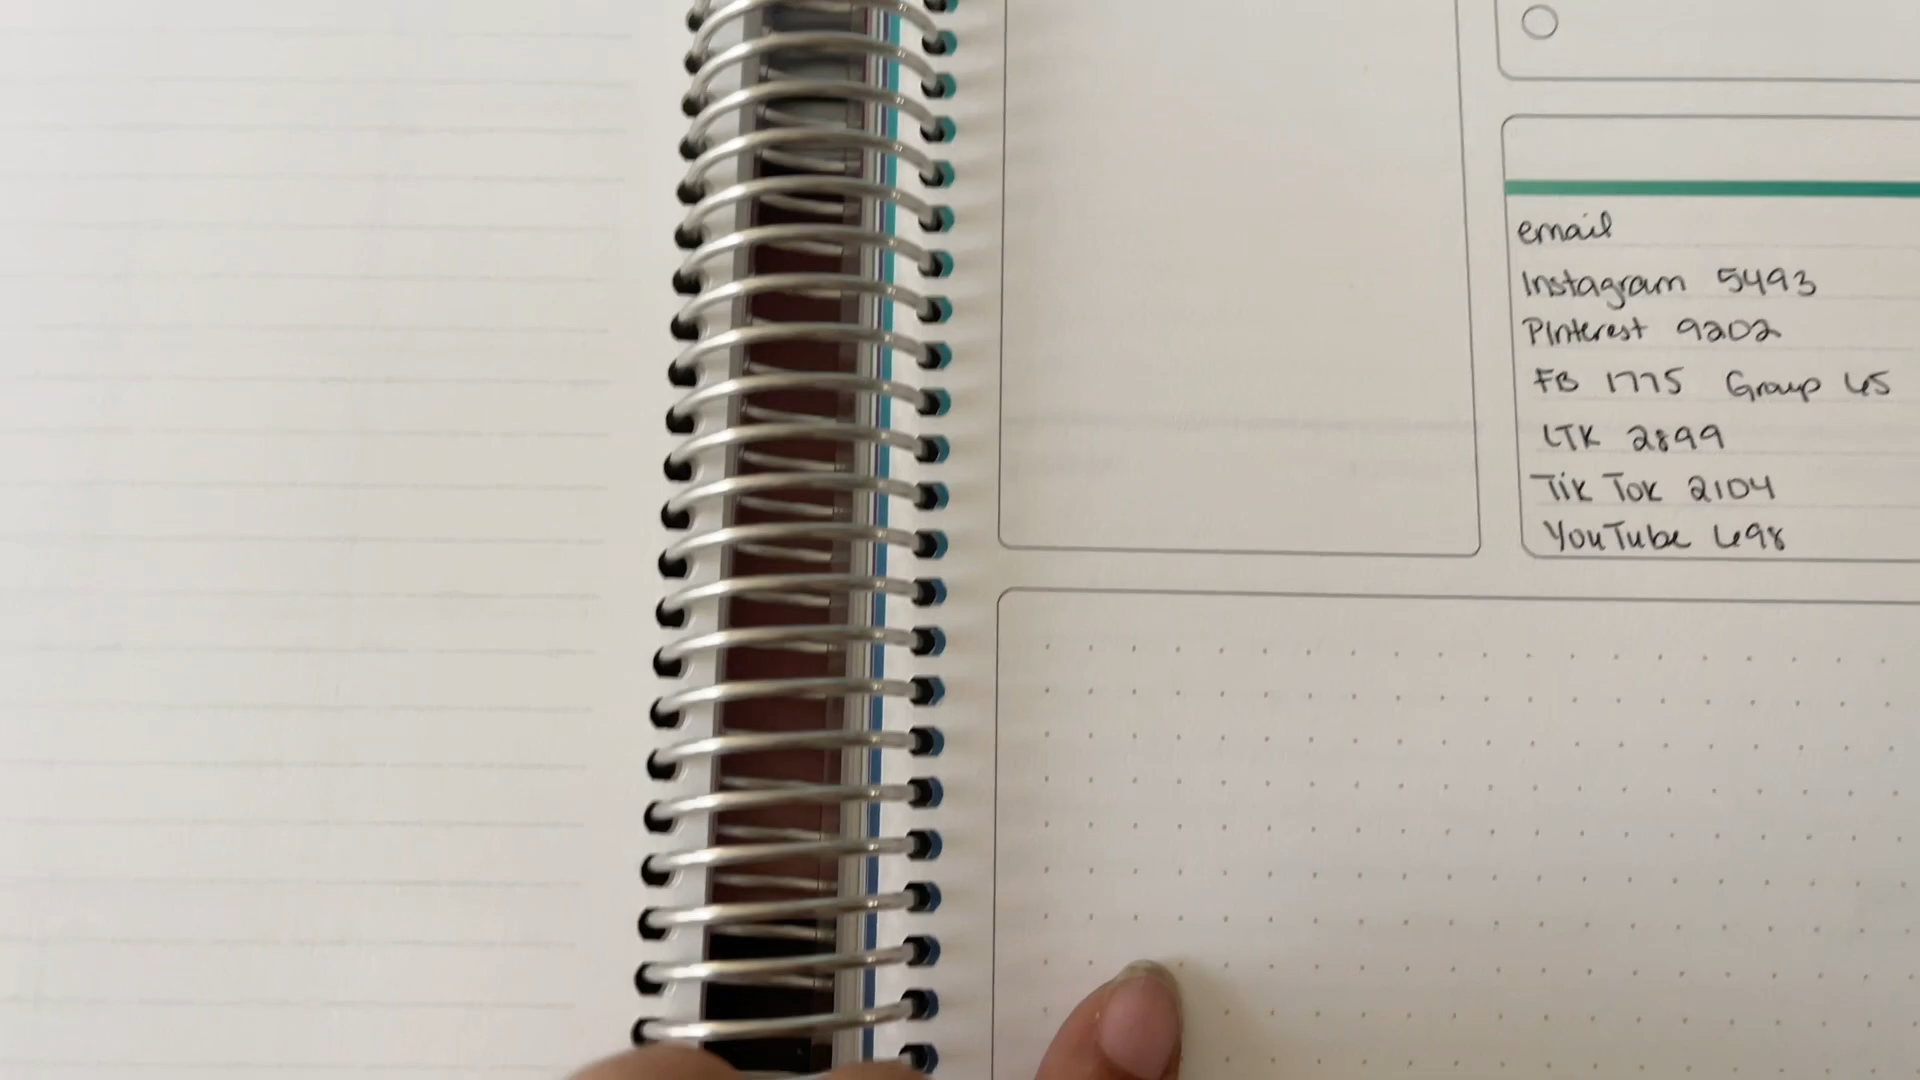 email
Instagram 5493
Pinterest 9202
FB 1775 Group 65
LTK 2899
Tik Tok 2104
YouTube 698